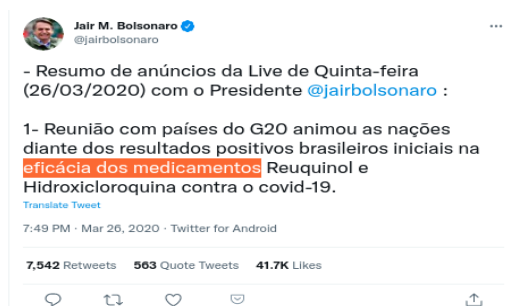 Jair M. Bolsonaro
@jairbolsonaro
- Resumo de anúncios da Live de Quinta-feira
(26/03/2020) com o Presidente @jairbolsonaro :
1- Reunião com países do G20 animou as nações
diante dos resultados positivos brasileiros iniciais na
eficácia dos medicamentos Reuquinol e
Hidroxicloroquina contra o covid-19.
Translate Tweet
7:49 PM · Mar 26, 2020 · Twitter for Android
7,542 Retweets 563 Quote Tweets 41.7K Likes